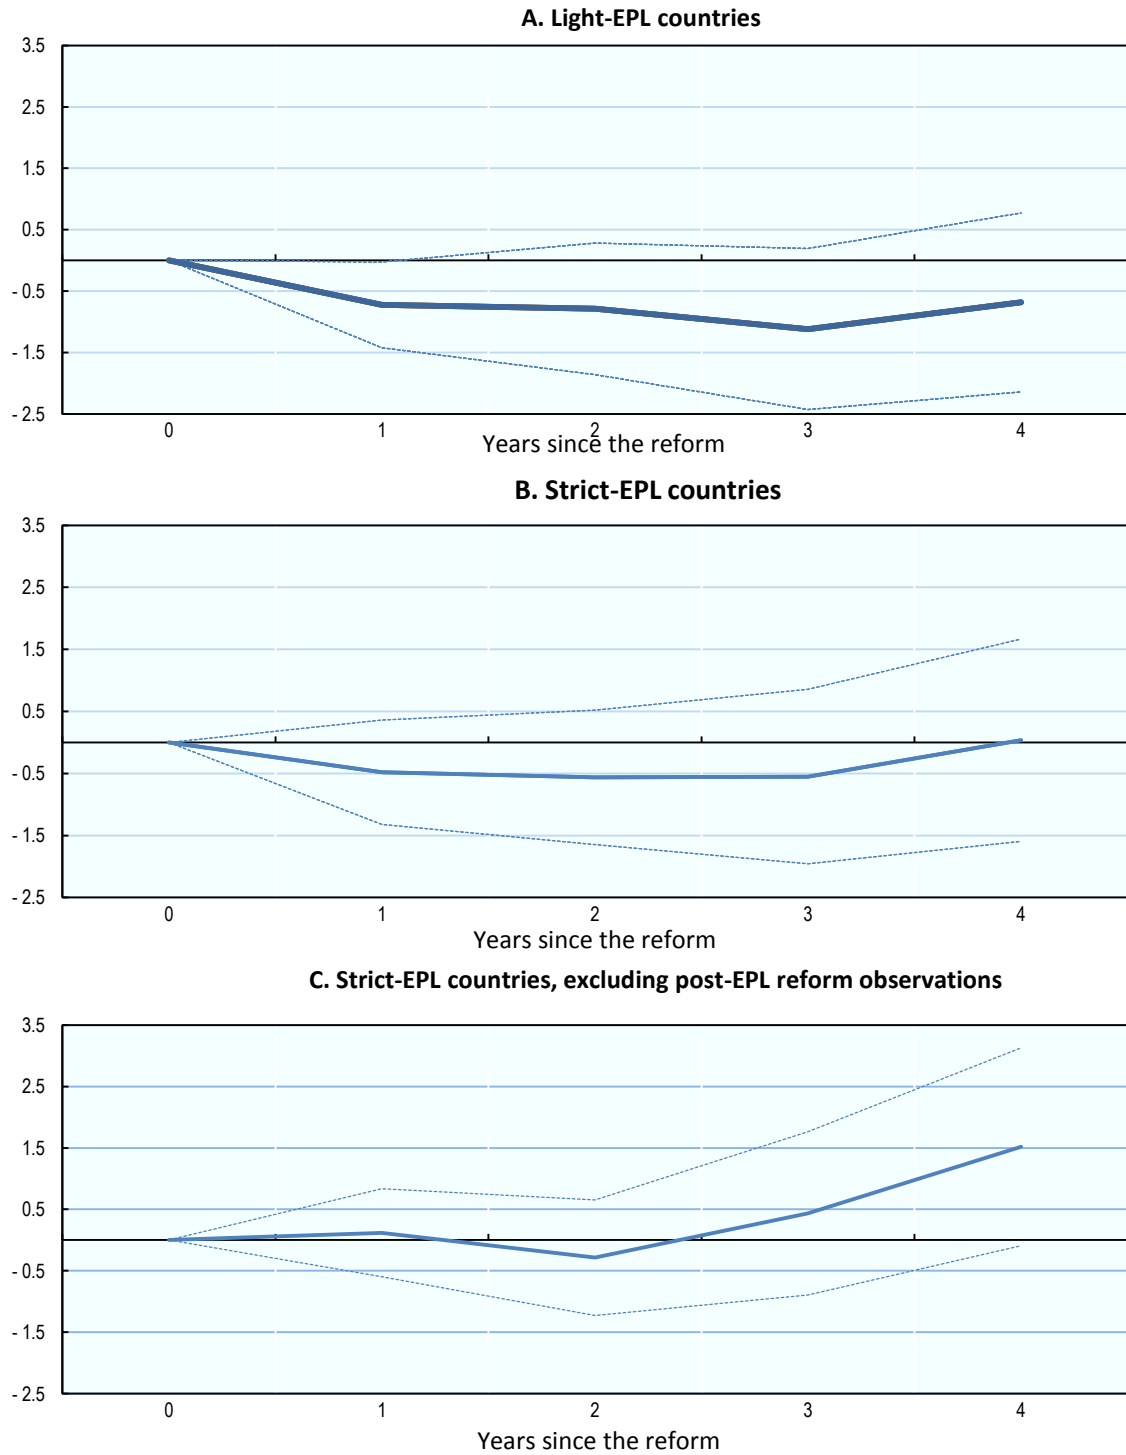 A. Light-EPL countries
3.5
2.5
1.5
0.5
- 0.5
- 1.5
- 2.5
0 1 2 3 4
Years since the reform
B. Strict-EPL countries
3.5
2.5
1.5
0.5
- 0.5
- 1.5
- 2.5
0 1 2 3 4
Years since the reform
C. Strict-EPL countries, excluding post-EPL reform observations
3.5
2.5
1.5
0.5
- 0.5
- 1.5
- 2.5
0 1 2 3 4
Years since the reform